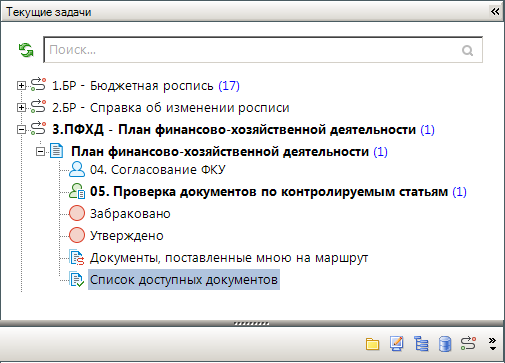 Текущие задачи
Поиск...
1.БР - Бюджетная роспись (17)
2.БР - Справка об изменении росписи
3.ПФХД - План финансово-хозяйственной деятельности (1)
План финансово-хозяйственной деятельности (1)
04. Согласование ФКУ
05. Проверка документов по контролируемым статьям (1)
Забраковано
Утверждено
Документы, поставленные мною на маршрут
Список доступных документов